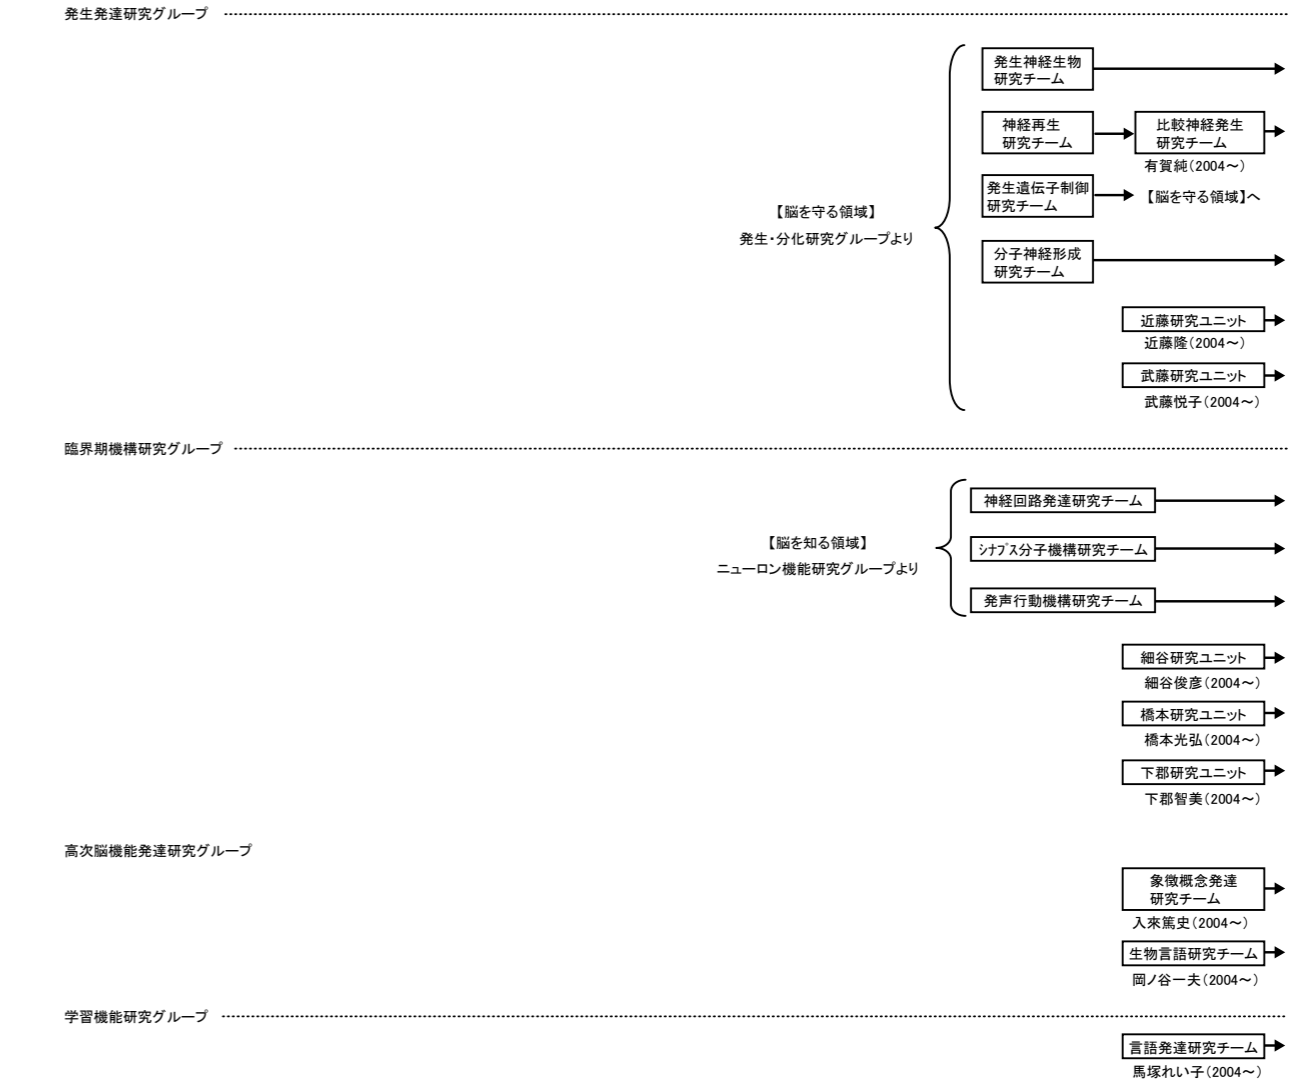 発生発達研究グループ
発生神経生物
研究チーム
神経再生
研究チーム
比較神経発生
研究チーム
有賀純(2004～)
発生遺伝子制御
研究チーム
【脳を守る領域】へ
【脳を守る領域】
発生・分化研究グループより
分子神経形成
研究チーム
近藤研究ユニット
近藤隆(2004～)
武藤研究ユニット
武藤悦子(2004～)
臨界期機構研究グループ
神経回路発達研究チーム
【脳を知る領域】
ニューロン機能研究グループより
ｼﾅﾌﾟｽ分子機構研究チーム
発声行動機構研究チーム
細谷研究ユニット
細谷俊彦(2004～)
橋本研究ユニット
橋本光弘(2004～)
下郡研究ユニット
下郡智美(2004～)
高次脳機能発達研究グループ
象徴概念発達
研究チーム
入來篤史(2004～)
生物言語研究チーム
岡ノ谷一夫(2004～)
学習機能研究グループ
言語発達研究チーム
馬塚れい子(2004～)